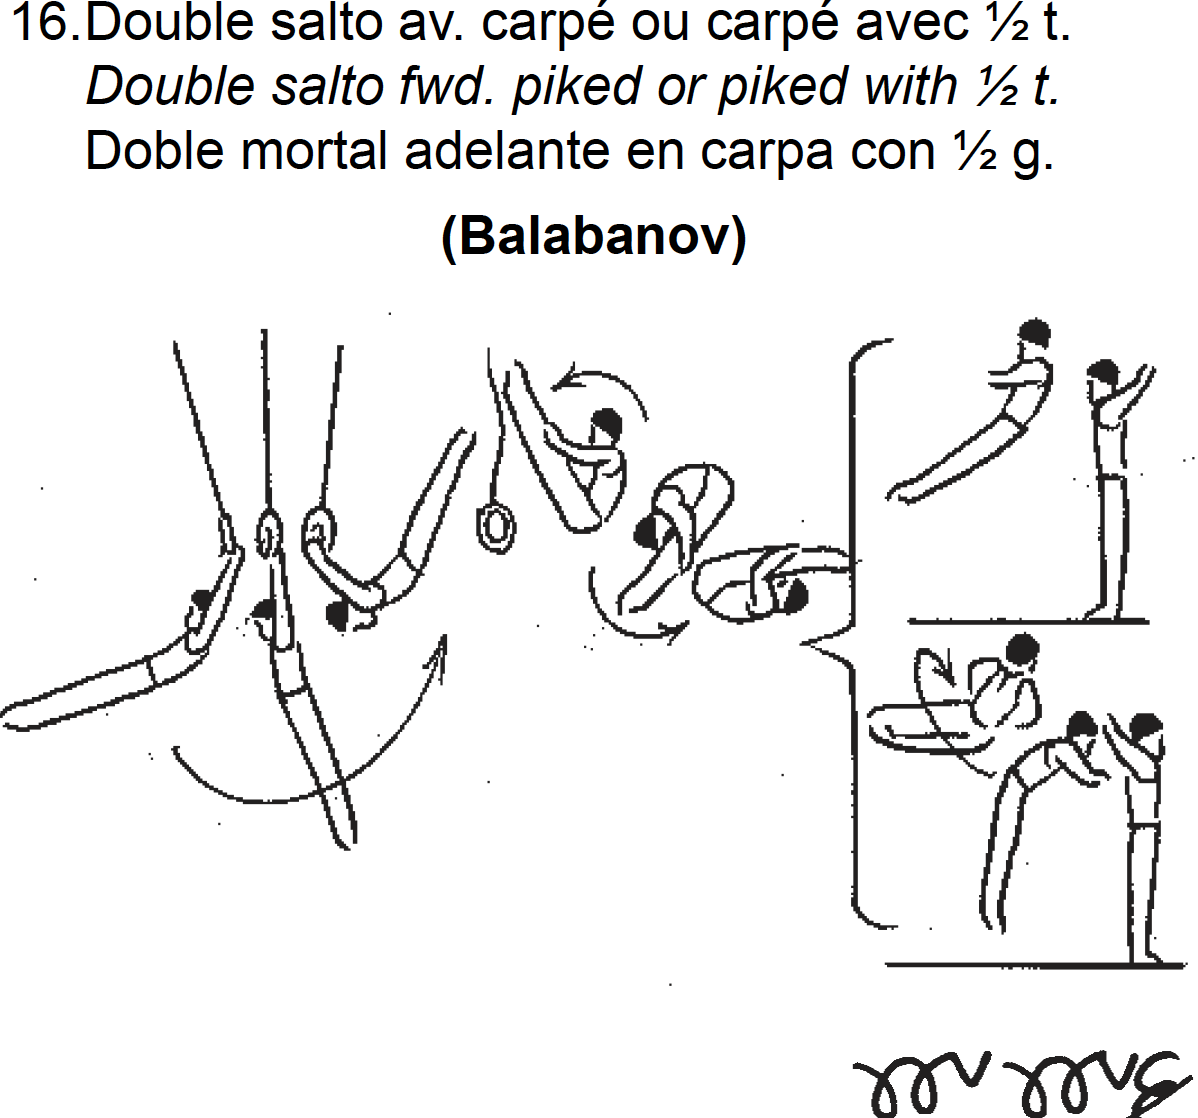 16.Double salto av. carpé ou carpé avec ½ t.
Double salto fwd. piked or piked with ½ t.
Doble mortal adelante en carpa con ½ g.
(Balabanov)